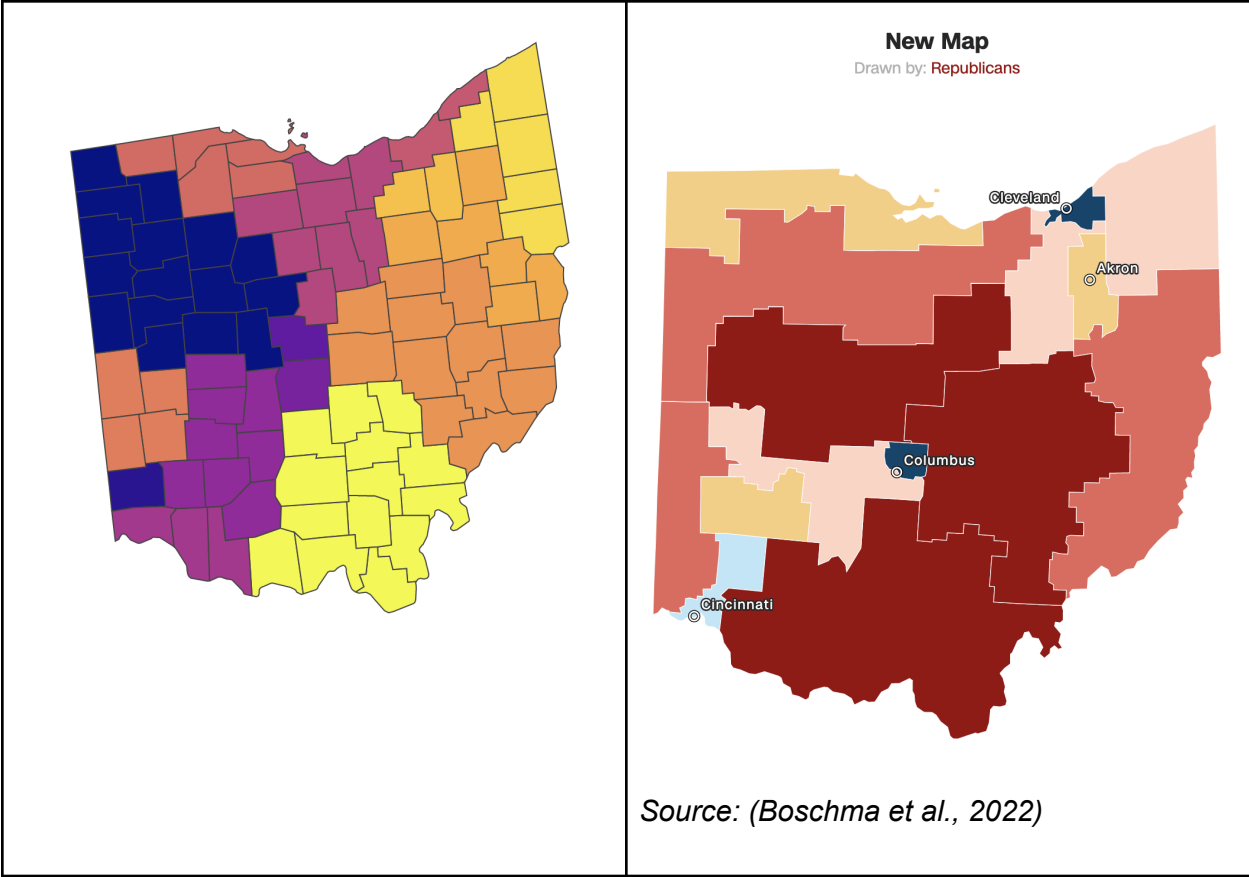 New Map
Drawn by: Republicans
Cleveland
Akron
Columbus
Cincinnati
Source: (Boschma et al., 2022)